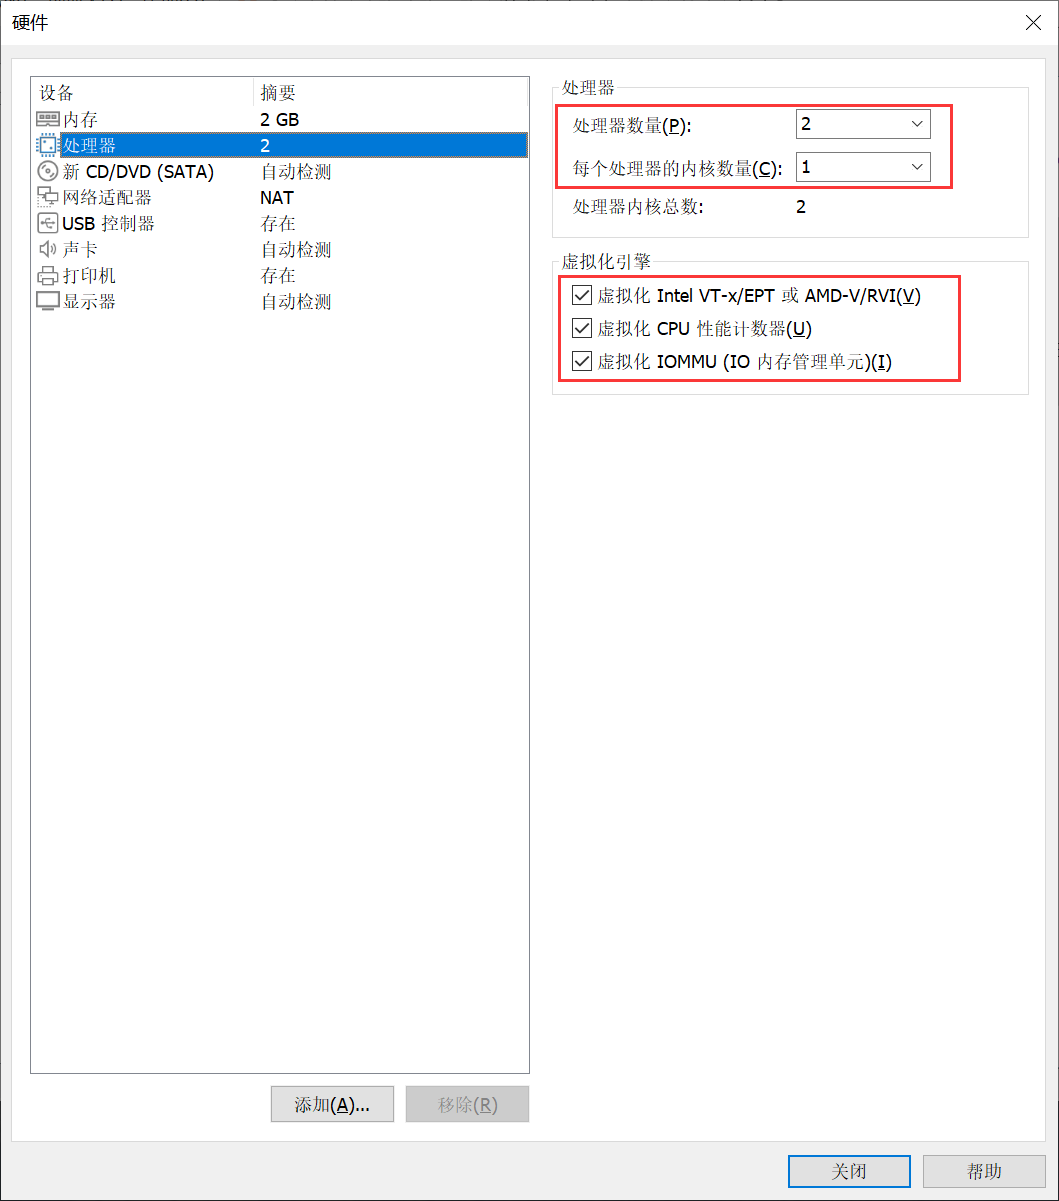 硬件
设备 摘要
内存 2 GB
处理器 2
新 CD/DVD (SATA) 自动检测
网络适配器 NAT
USB 控制器 存在
声卡 自动检测
打印机 存在
显示器 自动检测
添加(A)...
移除(R)
处理器
处理器数量(P): 2
每个处理器的内核数量(C): 1
处理器内核总数: 2
虚拟化引擎
虚拟化 Intel VT-x/EPT 或 AMD-V/RVI(V)
虚拟化 CPU 性能计数器(U)
虚拟化 IOMMU (IO 内存管理单元)(I)
关闭
帮助